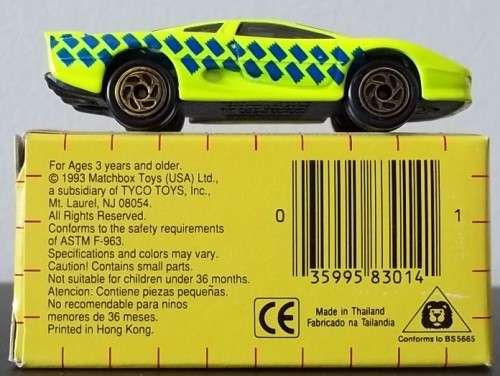 For Ages 3 years and older.
© 1993 Matchbox Toys (USA) Ltd.,
a subsidiary of TYCO TOYS, Inc.,
Mt. Laurel, NJ 08054.
All Rights Reserved.
Conforms to the safety requirements
of ASTM F-963.
Specifications and colors may vary.
Caution! Contains small parts.
Not suitable for children under 36 months.
Atencion: Contiene piezas pequeñas.
No recomendable para ninos
menores de 36 meses.
Printed in Hong Kong.
0 35995 83014 1
CE
Made in Thailand
Fabricado na Tailandia
Conforms to BS 5665